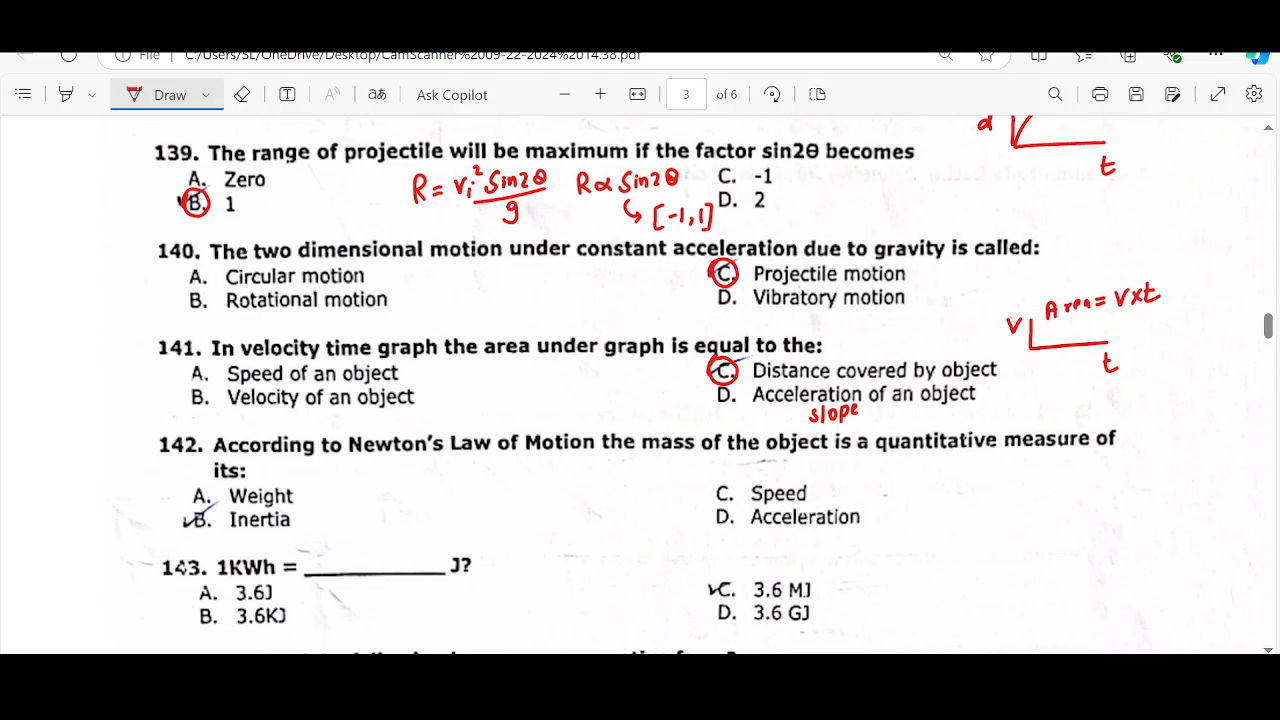 File C:/Users/SL/OneDrive/Desktop/CamScanner%2009-22-2024%2014.38.pdf
Draw aあ Ask Copilot 3 of 6
a
t
139. The range of projectile will be maximum if the factor sin2θ becomes
A. Zero
B. 1
C. -1
D. 2
R = vi² Sin2θ / g
R ∝ Sin2θ
[-1,1]
140. The two dimensional motion under constant acceleration due to gravity is called:
A. Circular motion
B. Rotational motion
C. Projectile motion
D. Vibratory motion
Area = V×t
V
t
141. In velocity time graph the area under graph is equal to the:
A. Speed of an object
B. Velocity of an object
C. Distance covered by object
D. Acceleration of an object
slope
142. According to Newton's Law of Motion the mass of the object is a quantitative measure of
its:
A. Weight
B. Inertia
C. Speed
D. Acceleration
143. 1KWh = __________ J?
A. 3.6J
B. 3.6KJ
C. 3.6 MJ
D. 3.6 GJ